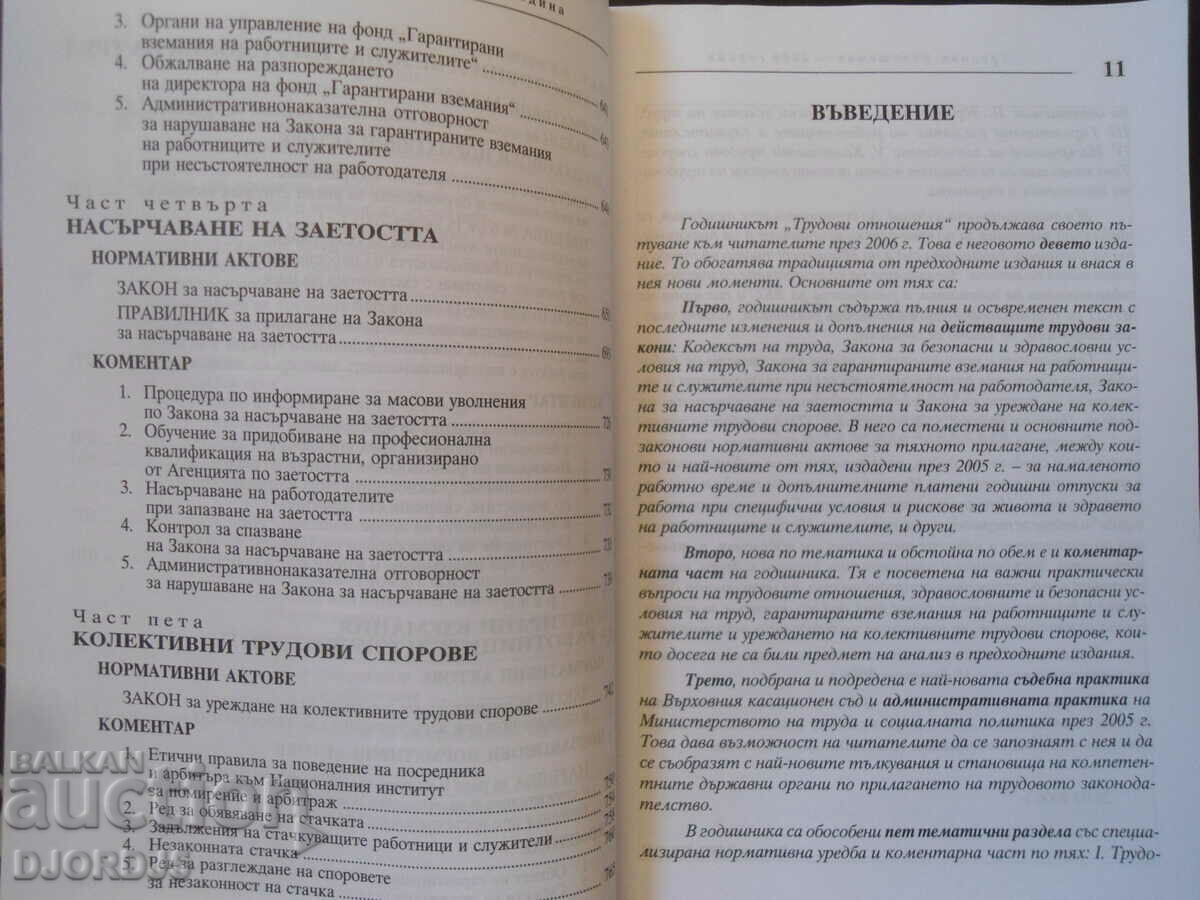 дина
3. Органи на управление на фонд „Гарантирани
вземания на работниците и служителите“
4. Обжалване на разпореждането
на директора на фонд „Гарантирани вземания“
5. Административнонаказателна отговорност
за нарушаване на Закона за гарантираните вземания
на работниците и служителите
при несъстоятелност на работодателя
Част четвърта
НАСЪРЧАВАНЕ НА ЗАЕТОСТТА
НОРМАТИВНИ АКТОВЕ
ЗАКОН за насърчаване на заетостта
ПРАВИЛНИК за прилагане на Закона
за насърчаване на заетостта
КОМЕНТАР
1. Процедура по информиране за масови уволнения
по Закона за насърчаване на заетостта
2. Обучение за придобиване на професионална
квалификация на възрастни, организирано
от Агенцията по заетостта
3. Насърчаване на работодателите
при запазване на заетостта
4. Контрол за спазване
на Закона за насърчаване на заетостта
5. Административнонаказателна отговорност
за нарушаване на Закона за насърчаване на заетостта
Част пета
КОЛЕКТИВНИ ТРУДОВИ СПОРОВЕ
НОРМАТИВНИ АКТОВЕ
ЗАКОН за уреждане на колективните трудови спорове
КОМЕНТАР
1. Етични правила за поведение на посредника
и арбитъра към Националния институт
за помирение и арбитраж
2. Ред за обявяване на стачката
3. Задължения на стачкуващите работници и служители
4. Незаконната стачка
5. Ред за разглеждане на споровете
за незаконност на стачка
11
ВЪВЕДЕНИЕ
Годишникът „Трудови отношения“ продължава своето пъ-
туване към читателите през 2006 г. Това е неговото девето изда-
ние. То обогатява традицията от предходните издания и внася в
нея нови моменти. Основните от тях са:
Първо, годишникът съдържа пълния и осъвременен текст с
последните изменения и допълнения на действащите трудови за-
кони: Кодексът на труда, Закона за безопасни и здравословни ус-
ловия на труд, Закона за гарантираните вземания на работници-
те и служителите при несъстоятелност на работодателя, Зако-
на за насърчаване на заетостта и Закона за уреждане на колек-
тивните трудови спорове. В него са поместени и основните под-
законови нормативни актове за тяхното прилагане, между кои-
то и най-новите от тях, издадени през 2005 г. – за намаленото
работно време и допълнителните платени годишни отпуски за
работа при специфични условия и рискове за живота и здравето
на работниците и служителите, и други.
Второ, нова по тематика и обстойна по обем е и коментар-
ната част на годишника. Тя е посветена на важни практически
въпроси на трудовите отношения, здравословните и безопасни ус-
ловия на труд, гарантираните вземания на работниците и слу-
жителите и уреждането на колективните трудови спорове, кои-
то досега не са били предмет на анализ в предходните издания.
Трето, подбрана и подредена е най-новата съдебна практика
на Върховния касационен съд и административната практика на
Министерството на труда и социалната политика през 2005 г.
Това дава възможност на читателите да се запознаят с нея и да
се съобразят с най-новите тълкувания и становища на компетен-
тните държавни органи по прилагането на трудовото законода-
телство.
В годишника са обособени пет тематични раздела със специа-
лизирана нормативна уредба и коментарна част по тях: I. Трудо-
BALKAN
auction
DJORDJUS